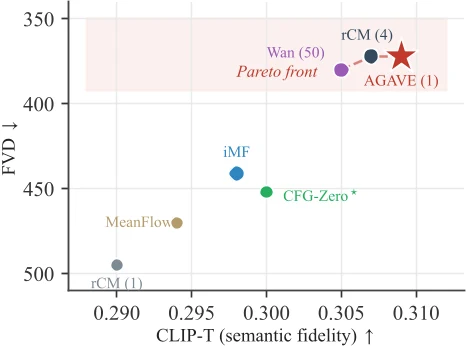 350
rCM (4)
Wan (50)
Pareto front
AGAVE (1)
400
FVD ↓
iMF
450
CFG-Zero★
MeanFlow
500
rCM (1)
0.290 0.295 0.300 0.305 0.310
CLIP-T (semantic fidelity) ↑